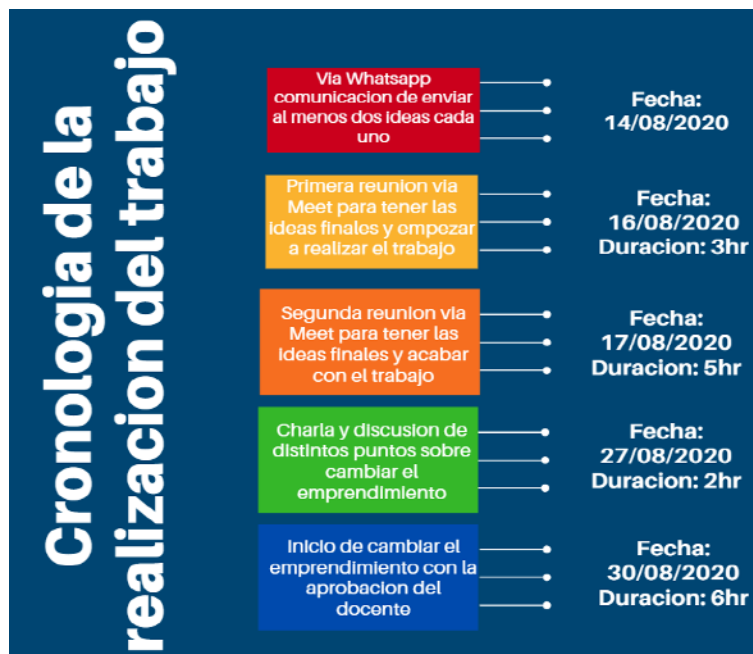 Cronologia de la
realizacion del trabajo
Via Whatsapp
comunicacion de enviar
al menos dos ideas cada
uno
Fecha:
14/08/2020
Primera reunion via
Meet para tener las
ideas finales y empezar
a realizar el trabajo
Fecha:
16/08/2020
Duracion: 3hr
Segunda reunion via
Meet para tener las
ideas finales y acabar
con el trabajo
Fecha:
17/08/2020
Duracion: 5hr
Charla y discusion de
distintos puntos sobre
cambiar el
emprendimiento
Fecha:
27/08/2020
Duracion: 2hr
Inicio de cambiar el
emprendimiento con la
aprobacion del
docente
Fecha:
30/08/2020
Duracion: 6hr